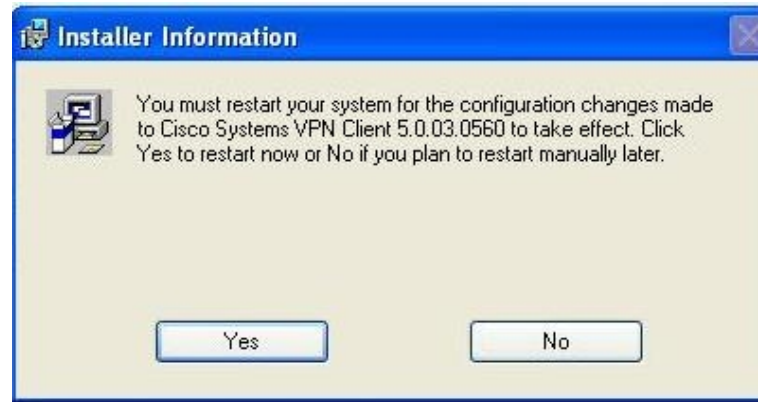 Installer Information
You must restart your system for the configuration changes made
to Cisco Systems VPN Client 5.0.03.0560 to take effect. Click
Yes to restart now or No if you plan to restart manually later.
Yes
No